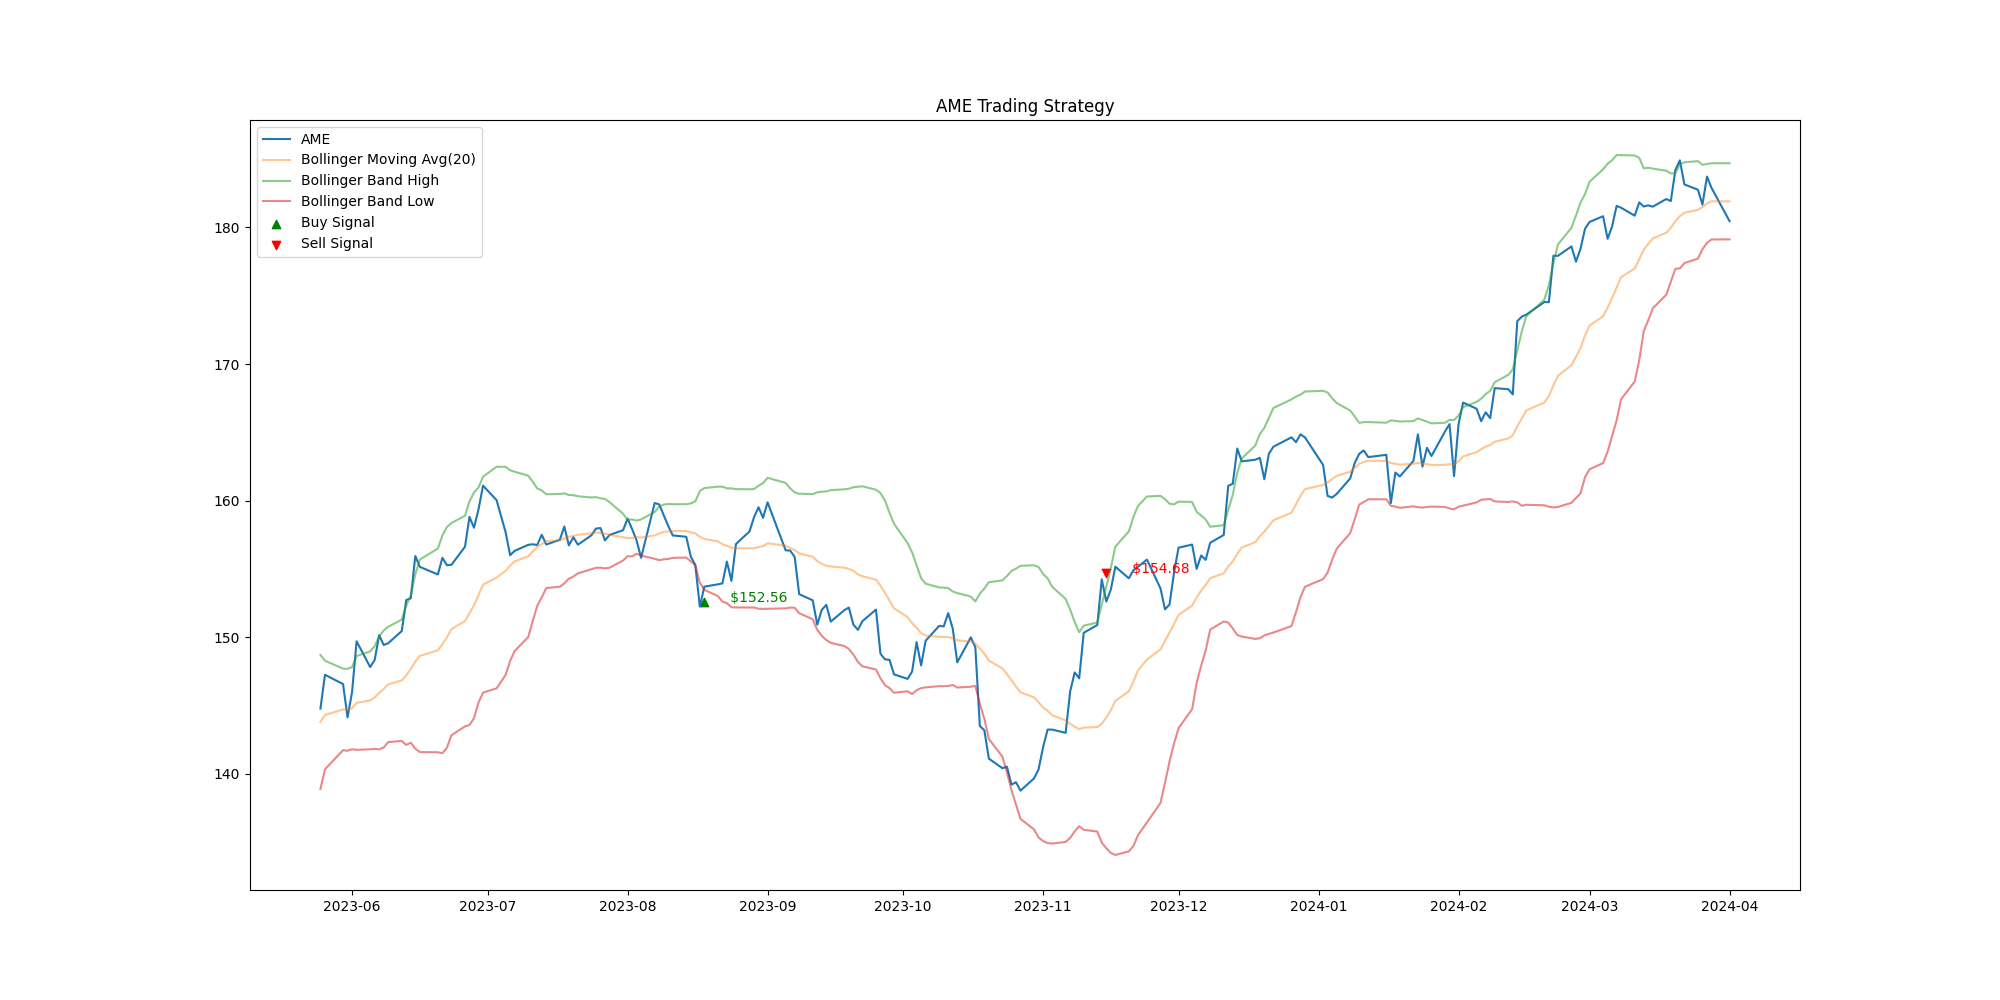 AME Trading Strategy
AME
Bollinger Moving Avg(20)
Bollinger Band High
Bollinger Band Low
Buy Signal
Sell Signal
180
170
160
150
140
$152.56
$154.68
2023-06
2023-07
2023-08
2023-09
2023-10
2023-11
2023-12
2024-01
2024-02
2024-03
2024-04